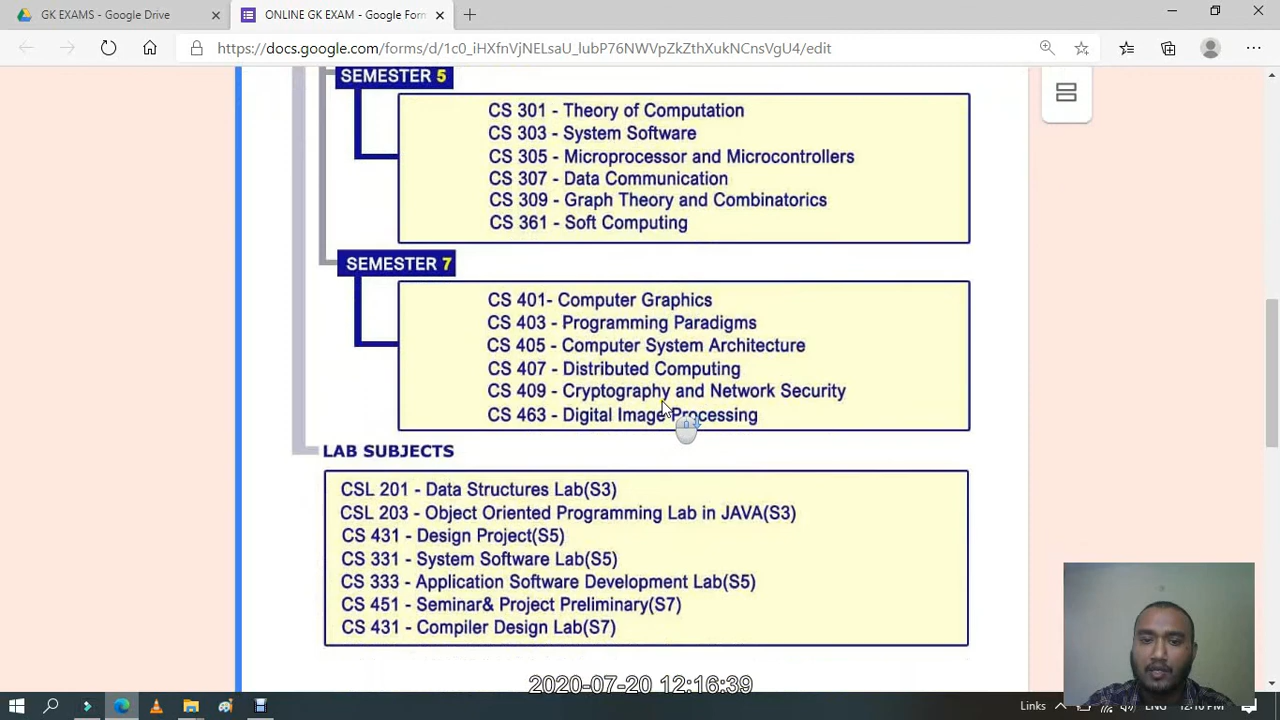 GK EXAMS - Google Drive
ONLINE GK EXAM - Google For
https://docs.google.com/forms/d/1c0_iHXfnVjNELsaU_lubP76NWVpZkZthXukNCnsVgU4/edit
SEMESTER 5
CS 301 - Theory of Computation
CS 303 - System Software
CS 305 - Microprocessor and Microcontrollers
CS 307 - Data Communication
CS 309 - Graph Theory and Combinatorics
CS 361 - Soft Computing
SEMESTER 7
CS 401- Computer Graphics
CS 403 - Programming Paradigms
CS 405 - Computer System Architecture
CS 407 - Distributed Computing
CS 409 - Cryptography and Network Security
CS 463 - Digital Image Processing
LAB SUBJECTS
CSL 201 - Data Structures Lab(S3)
CSL 203 - Object Oriented Programming Lab in JAVA(S3)
CS 431 - Design Project(S5)
CS 331 - System Software Lab(S5)
CS 333 - Application Software Development Lab(S5)
CS 451 - Seminar& Project Preliminary(S7)
CS 431 - Compiler Design Lab(S7)
2020-07-20 12:16:39
Links
ENG